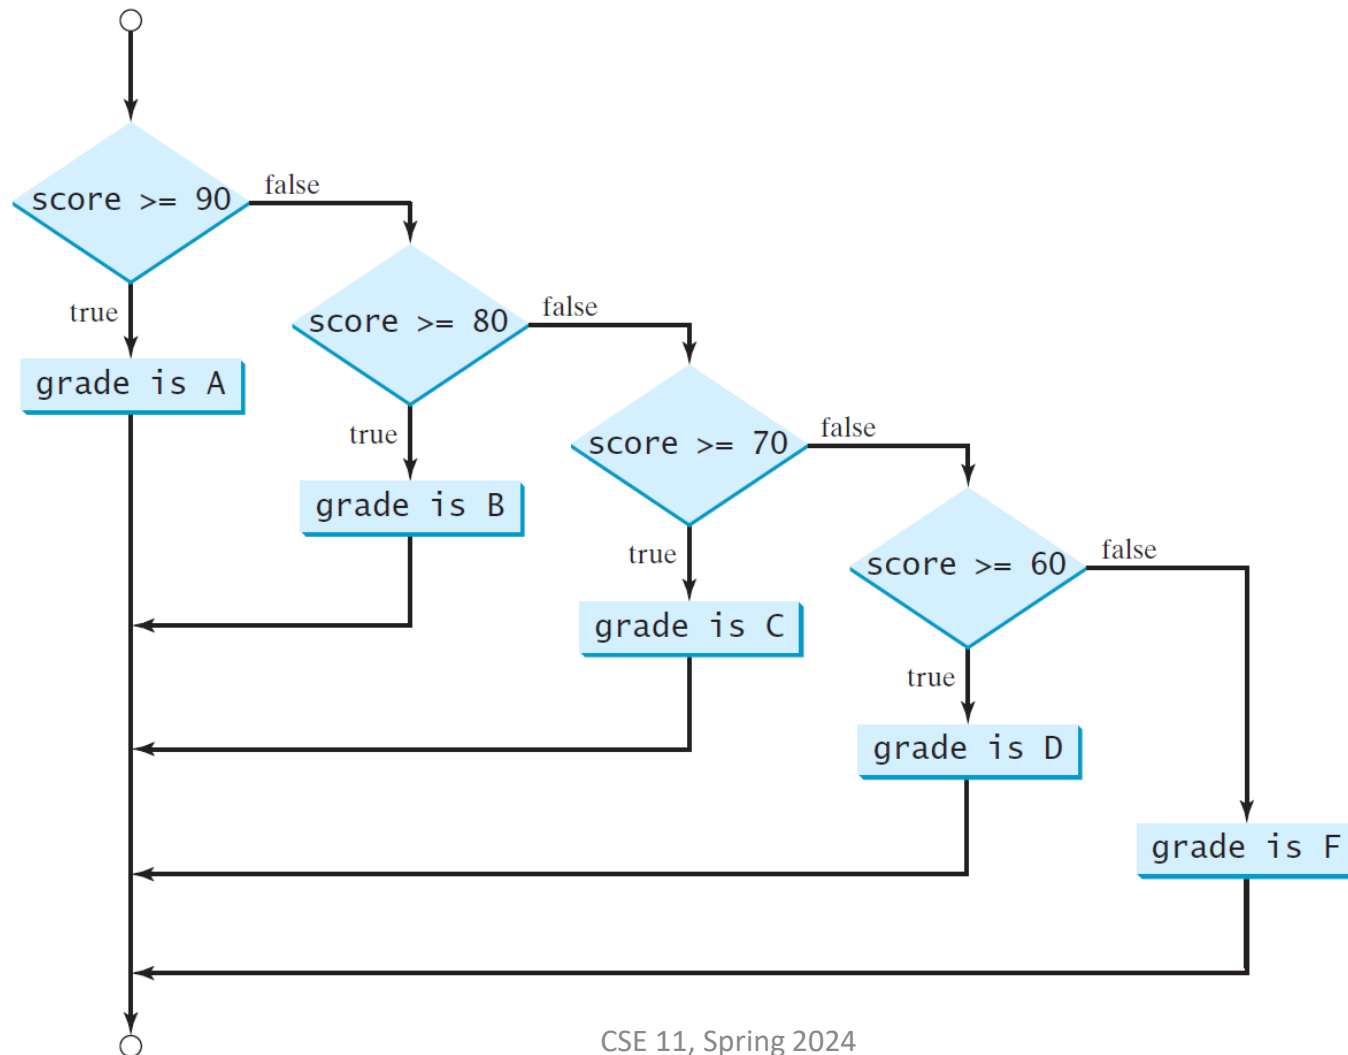 score >= 90
false
true
grade is A
score >= 80
false
true
grade is B
score >= 70
false
true
grade is C
score >= 60
false
true
grade is D
grade is F
CSE 11, Spring 2024